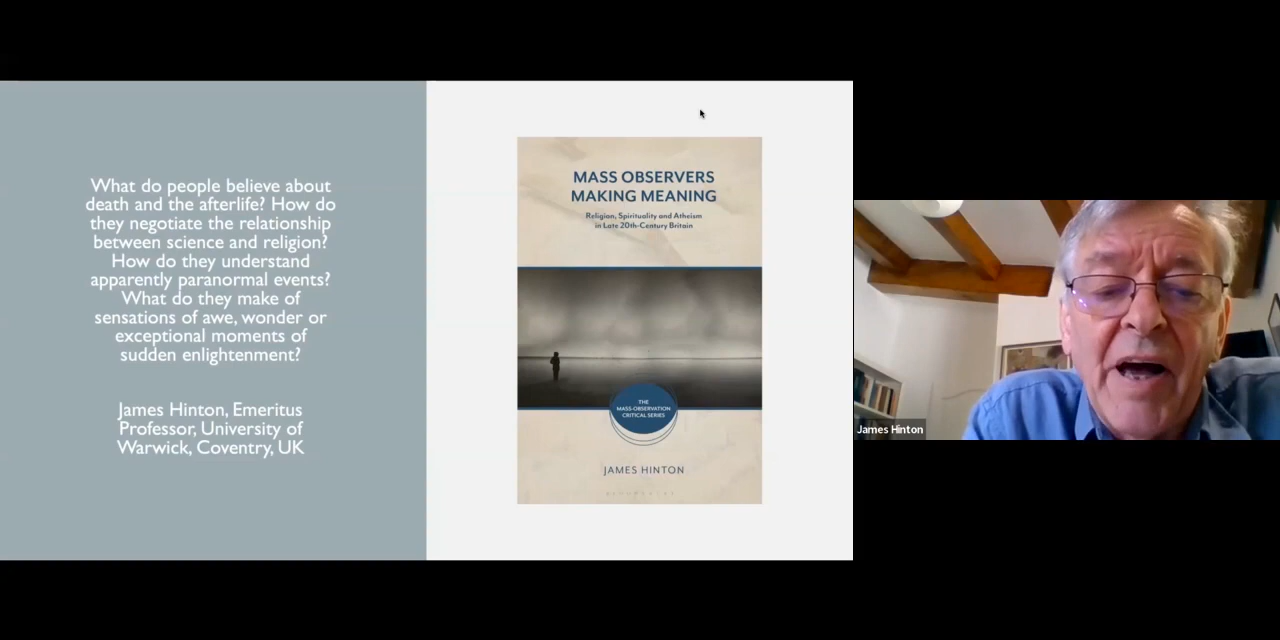 What do people believe about
death and the afterlife? How do
they negotiate the relationship
between science and religion?
How do they understand
apparently paranormal events?
What do they make of
sensations of awe, wonder or
exceptional moments of
sudden enlightenment?
James Hinton, Emeritus
Professor, University of
Warwick, Coventry, UK
MASS OBSERVERS
MAKING MEANING
Religion, Spirituality and Atheism
in Late 20th-Century Britain
THE
MASS-OBSERVATION
CRITICAL SERIES
JAMES HINTON
James Hinton